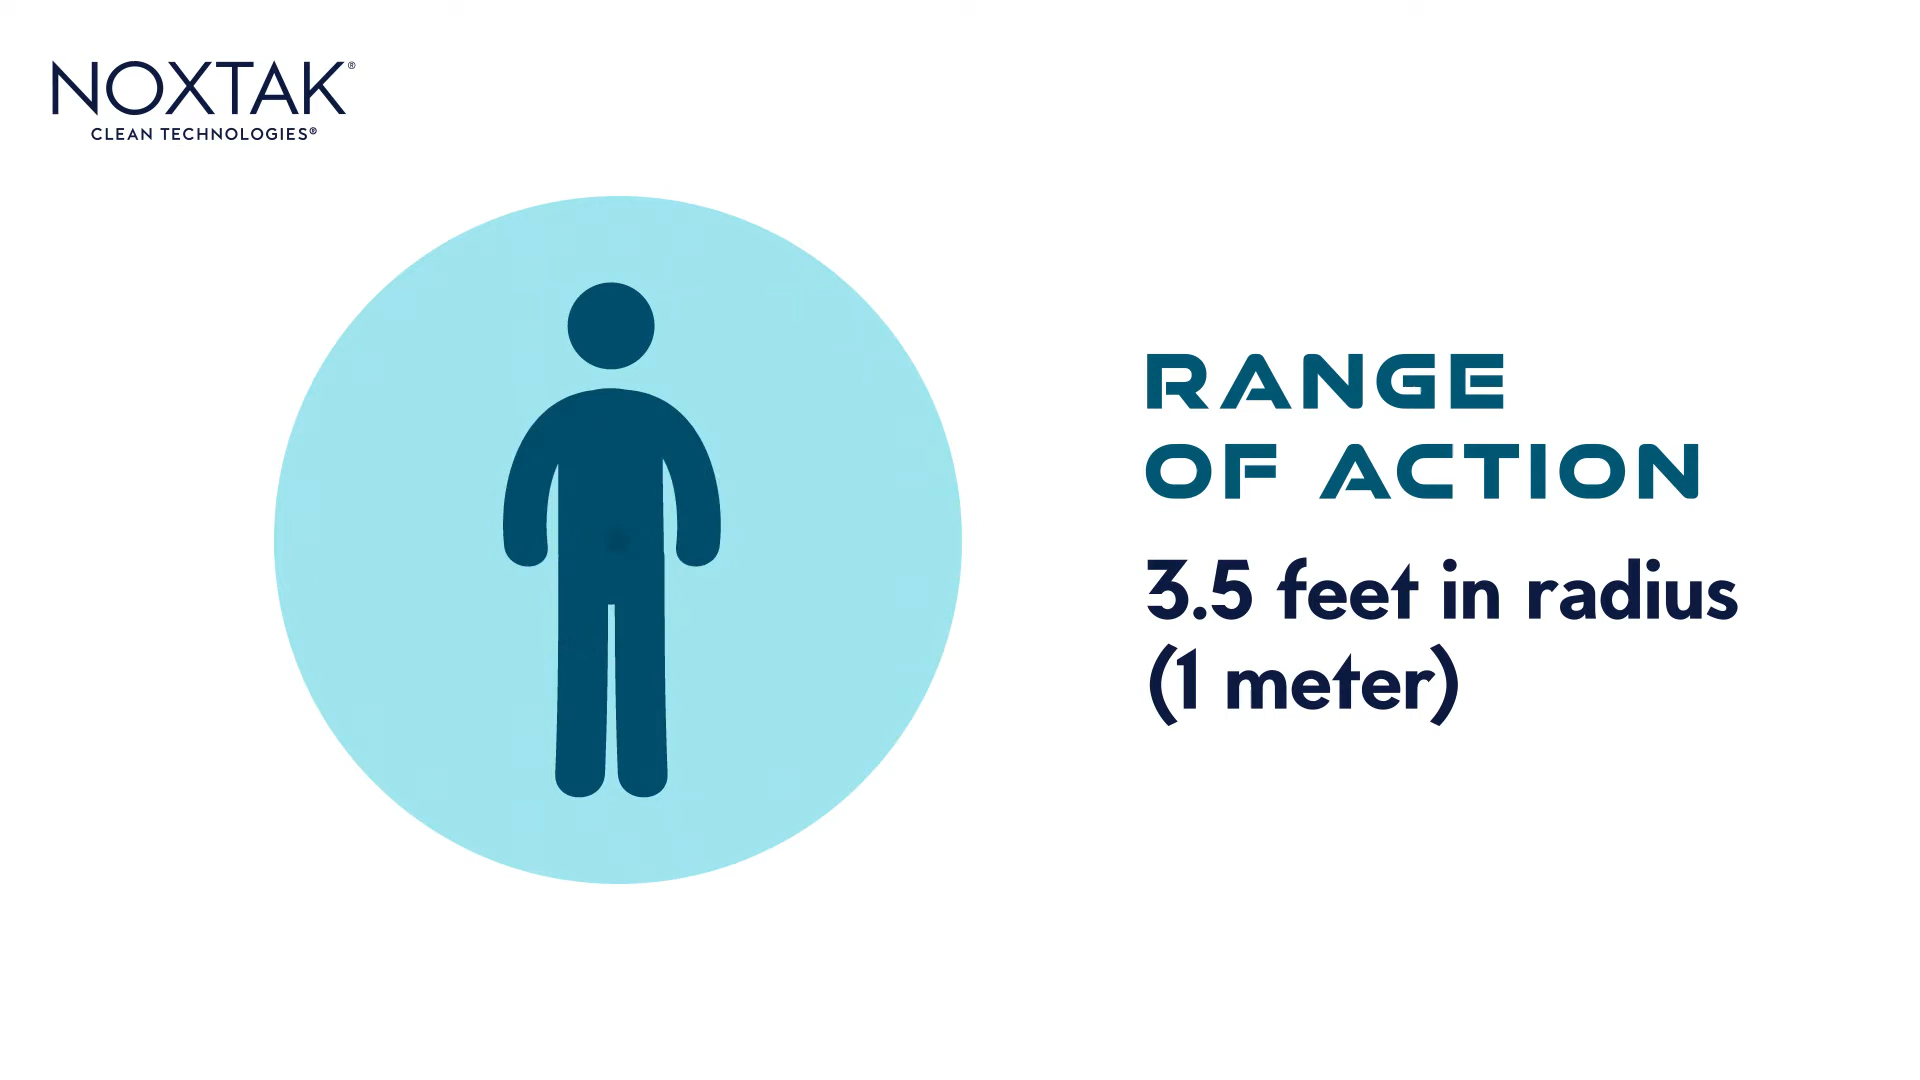 NOXTAK®
CLEAN TECHNOLOGIES®
RANGE
OF ACTION
3.5 feet in radius
(1 meter)